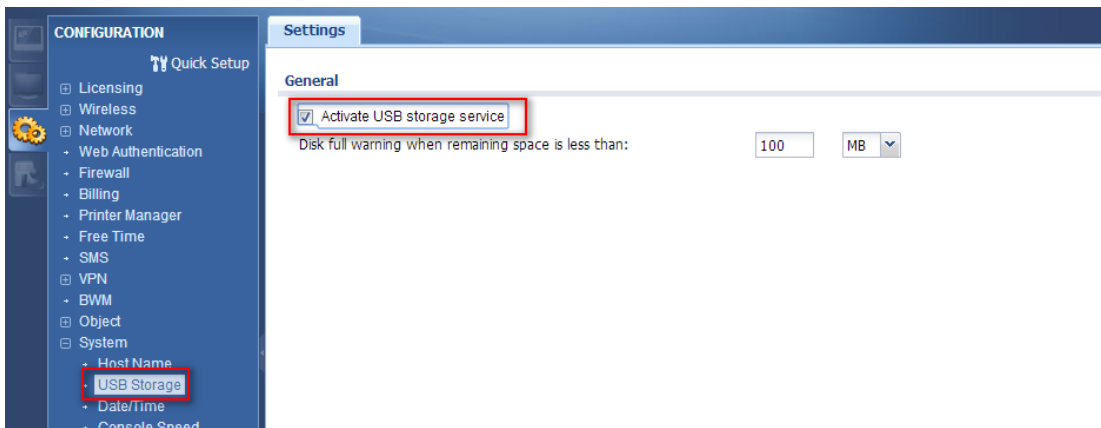 CONFIGURATION
Quick Setup
Licensing
Wireless
Network
Web Authentication
Firewall
Billing
Printer Manager
Free Time
SMS
VPN
BWM
Object
System
Host Name
USB Storage
Date/Time
Console Speed
Settings
General
Activate USB storage service
Disk full warning when remaining space is less than: 100 MB